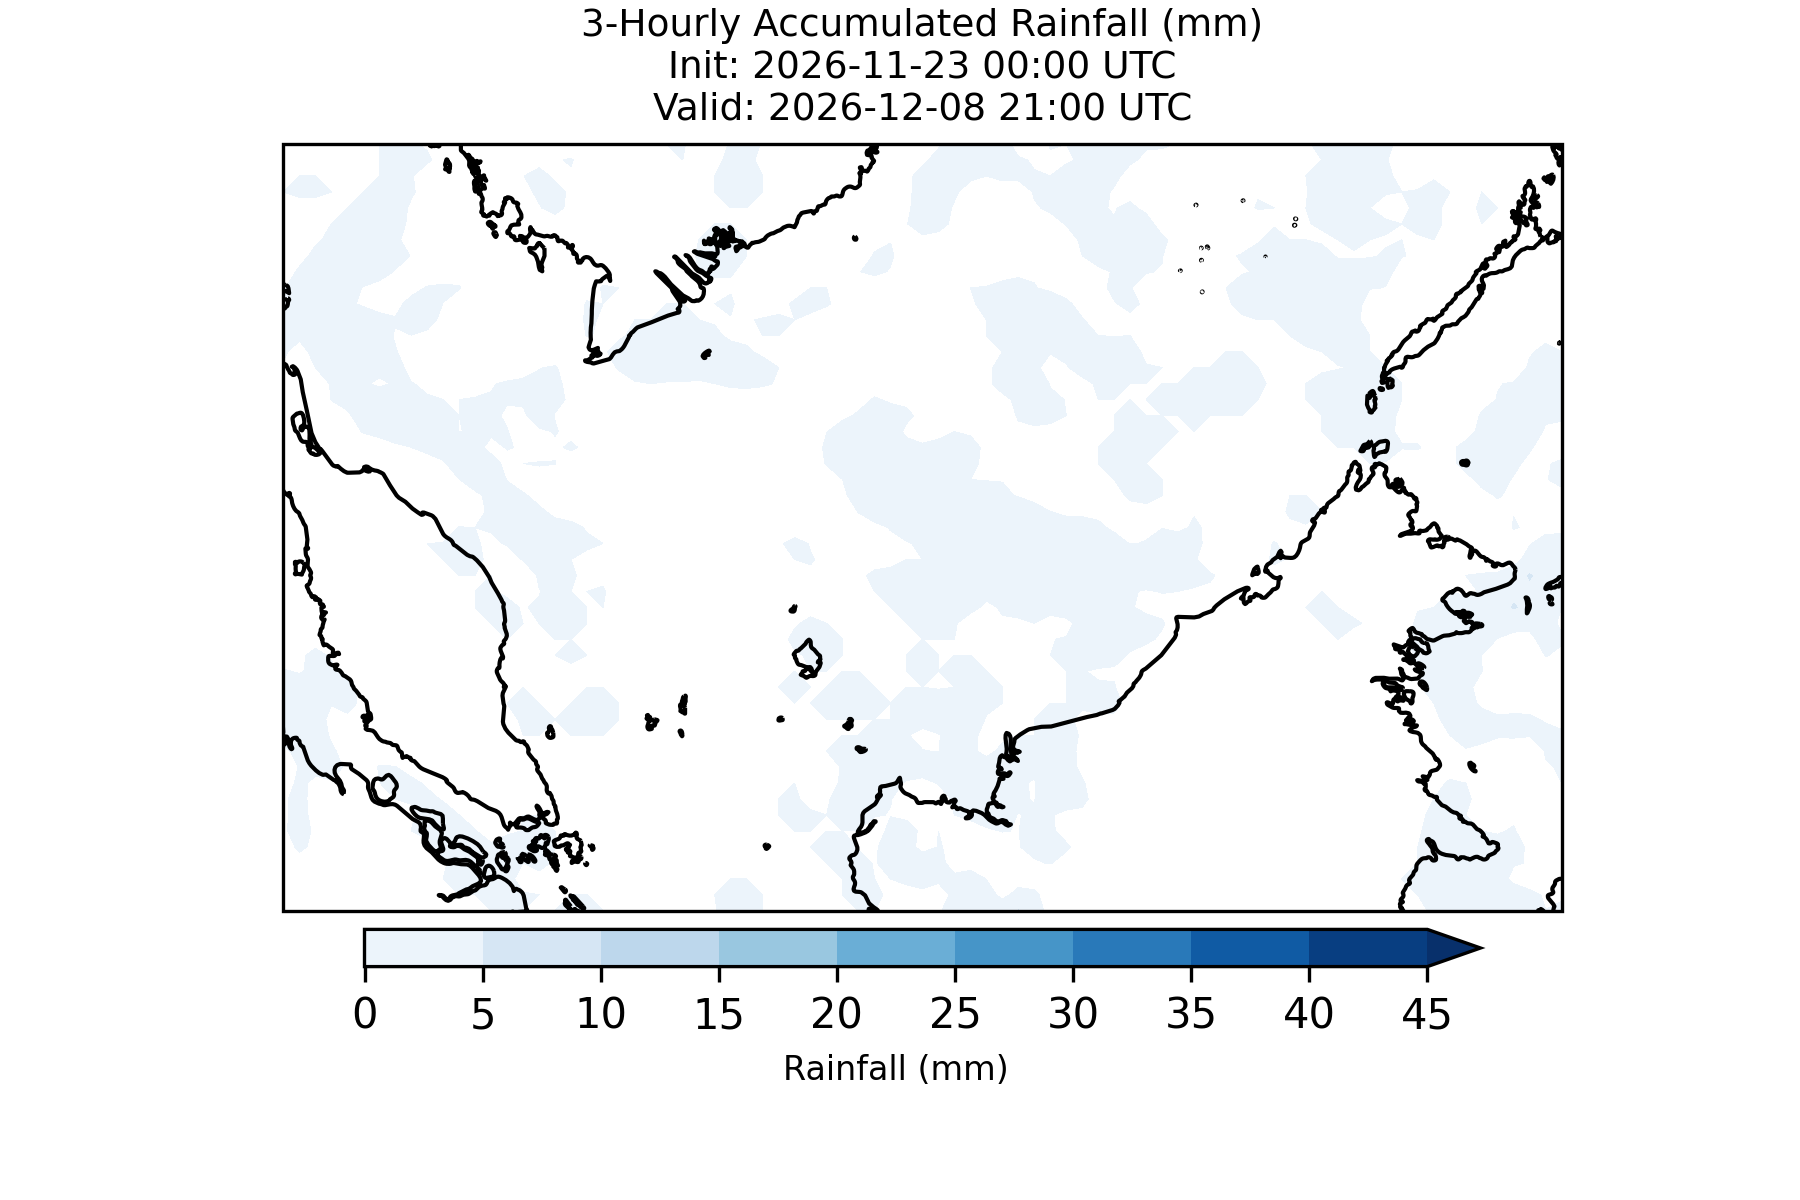 3-Hourly Accumulated Rainfall (mm)
Init: 2026-11-23 00:00 UTC
Valid: 2026-12-08 21:00 UTC
0 5 10 15 20 25 30 35 40 45
Rainfall (mm)